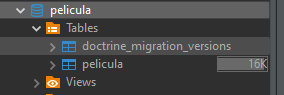 pelicula
Tables
doctrine_migration_versions
pelicula 16K
Views